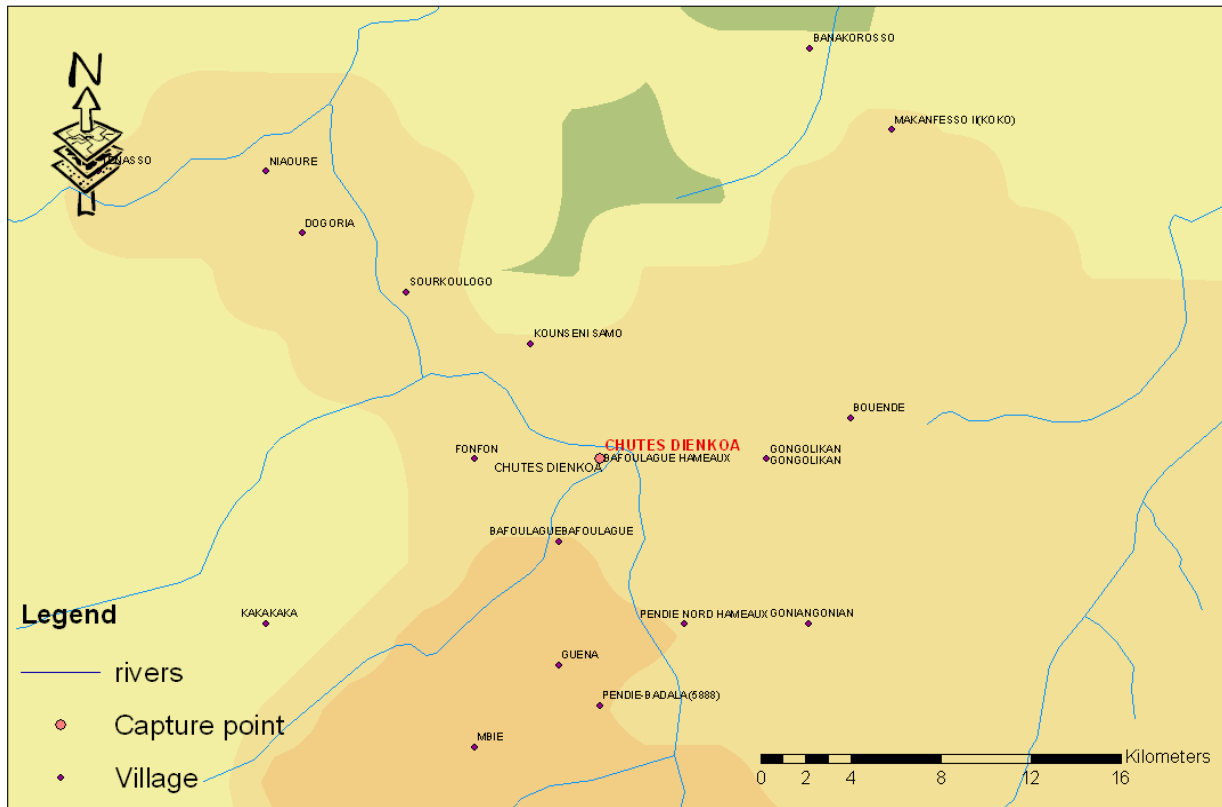 BANAKOROSSO
N
MAKANFESSO II(KOKO)
NIAOURE
DOGORIA
SOURKOULOGO
KOUNSENI SAMO
BOUENDE
CHUTES DIENKOA
FONFON
GONGOLIKAN
BAFOULAGUE HAMEAUX
GONGOLIKAN
CHUTES DIENKOA
BAFOULAGUEBAFOULAGUE
KAKAKAKA
PENDIE NORD HAMEAUX
GONIANGONIAN
GUENA
PENDIE-BADALA(5888)
MBIE
Legend
rivers
Capture point
Village
Kilometers
0 2 4 8 12 16